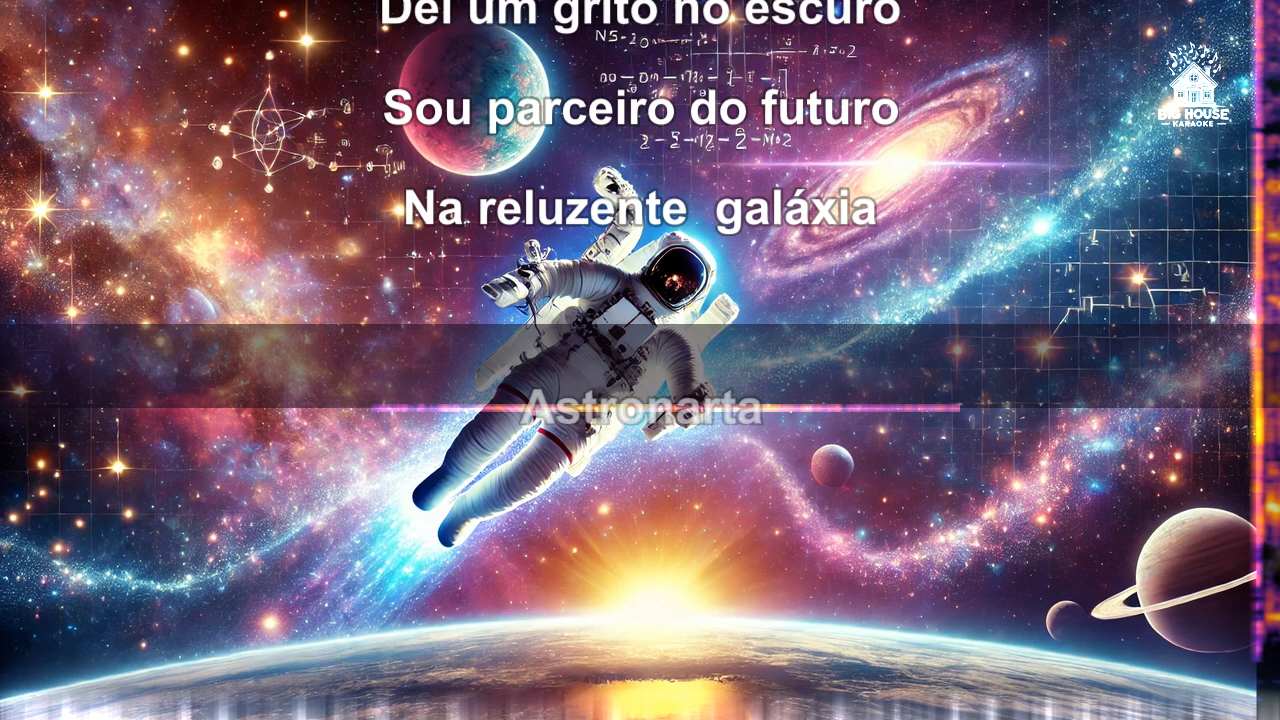 Dei um grito no escuro
Sou parceiro do futuro
Na reluzente galáxia
Astronarta
BIG HOUSE
KARAOKE